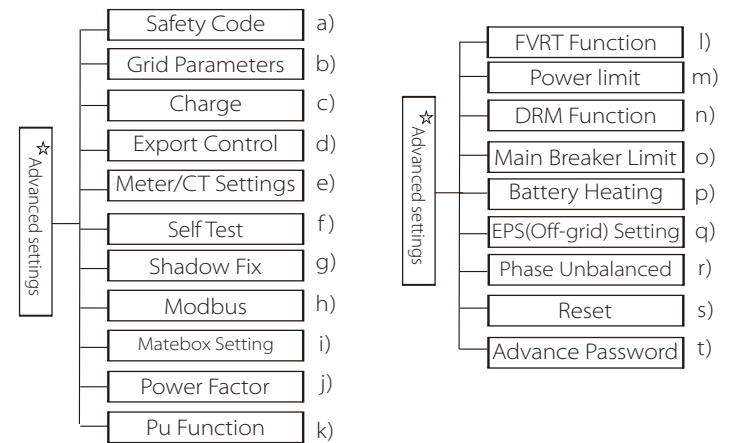 ☆Advanced settings
Safety Code a)
Grid Parameters b)
Charge c)
Export Control d)
Meter/CT Settings e)
Self Test f)
Shadow Fix g)
Modbus h)
Matebox Setting i)
Power Factor j)
Pu Function k)
☆Advanced settings
FVRT Function l)
Power limit m)
DRM Function n)
Main Breaker Limit o)
Battery Heating p)
EPS(Off-grid) Setting q)
Phase Unbalanced r)
Reset s)
Advance Password t)